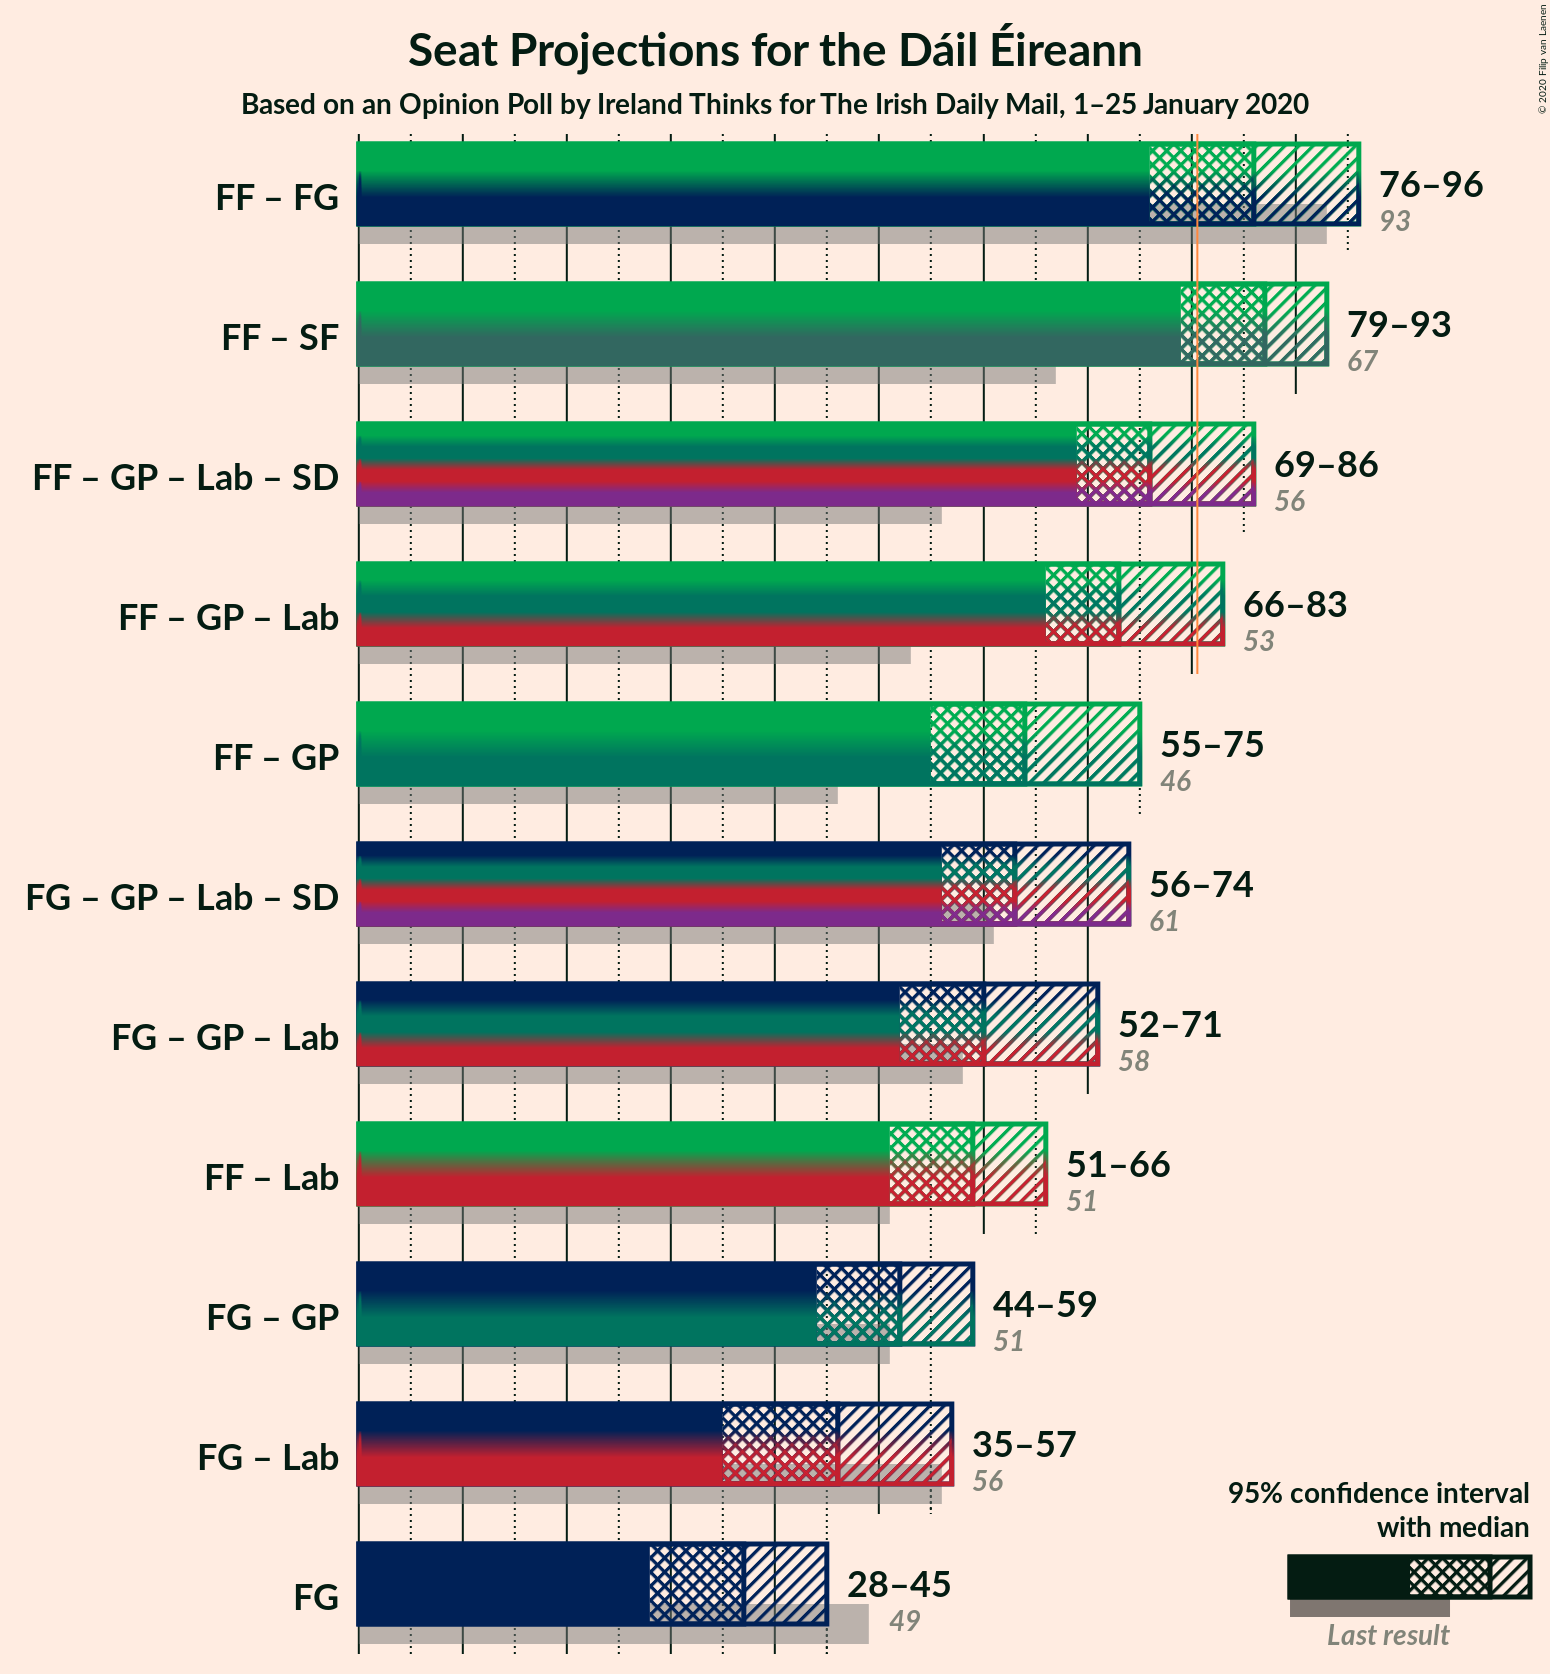 Seat Projections for the Dáil Éireann
Based on an Opinion Poll by Ireland Thinks for The Irish Daily Mail, 1–25 January 2020
© 2020 Filip van Laenen
FF – FG
76–96
93
FF – SF
79–93
67
FF – GP – Lab – SD
69–86
56
FF – GP – Lab
66–83
53
FF – GP
55–75
46
FG – GP – Lab – SD
56–74
61
FG – GP – Lab
52–71
58
FF – Lab
51–66
51
FG – GP
44–59
51
FG – Lab
35–57
56
FG
28–45
49
95% confidence interval
with median
Last result